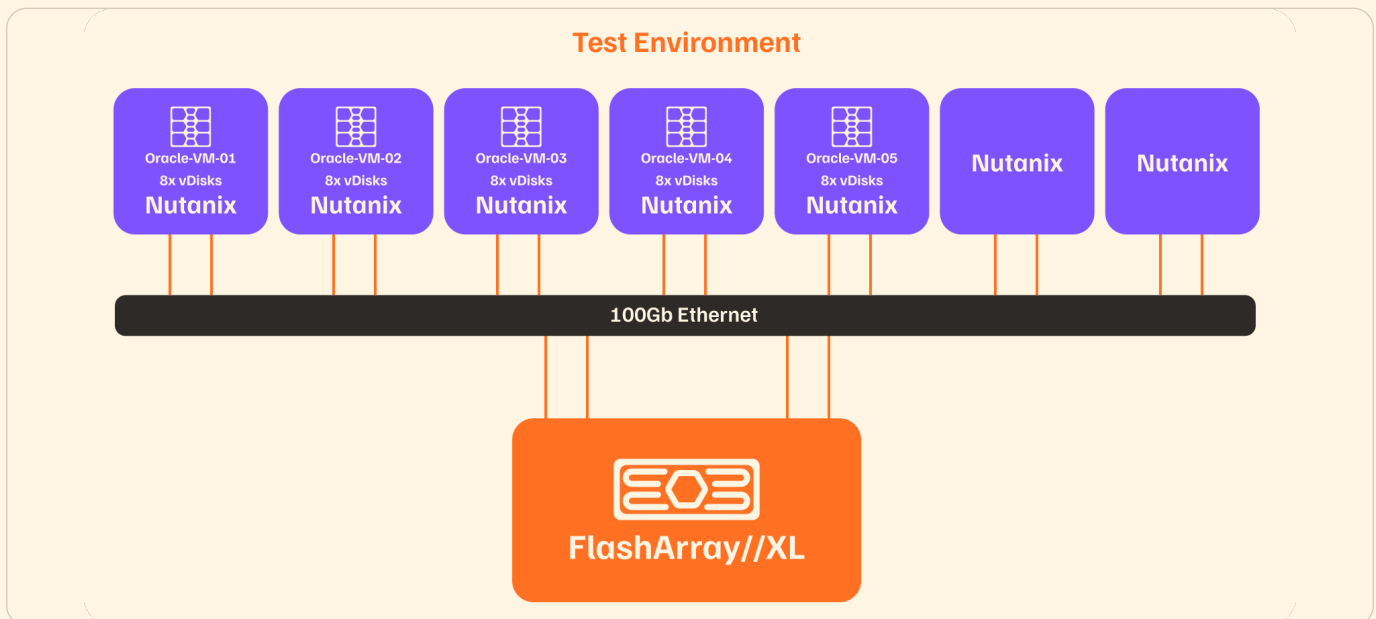 Test Environment
Oracle-VM-01
8x vDisks
Nutanix
Oracle-VM-02
8x vDisks
Nutanix
Oracle-VM-03
8x vDisks
Nutanix
Oracle-VM-04
8x vDisks
Nutanix
Oracle-VM-05
8x vDisks
Nutanix
Nutanix
Nutanix
100Gb Ethernet
FlashArray//XL